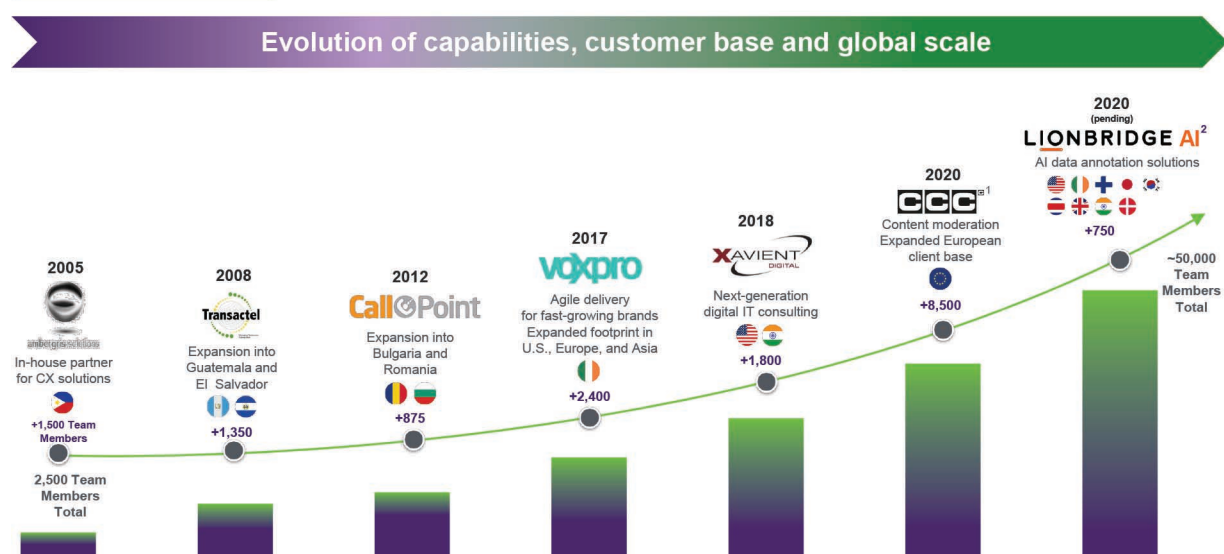 Evolution of capabilities, customer base and global scale
2005
In-house partner
for CX solutions
+1,500 Team
Members
2,500 Team
Members
Total
2008
Transactel
Expansion into
Guatemala and
El Salvador
+1,350
2012
CallPoint
Expansion into
Bulgaria and
Romania
+875
2017
voxpro
Agile delivery
for fast-growing brands
Expanded footprint in
U.S., Europe, and Asia
+2,400
2018
XAVIENT
DIGITAL
Next-generation
digital IT consulting
+1,800
2020
CCC 1
Content moderation
Expanded European
client base
+8,500
2020
(pending)
LIONBRIDGE AI2
AI data annotation solutions
+750
~50,000
Team
Members
Total